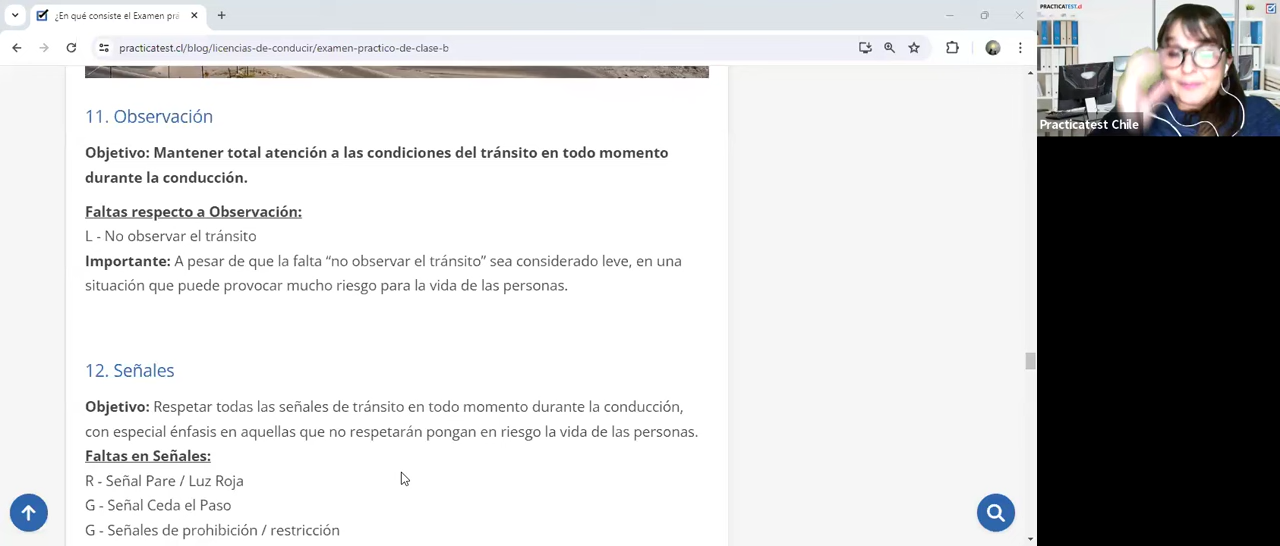 ¿En qué consiste el Examen prá
practicatest.cl/blog/licencias-de-conducir/examen-practico-de-clase-b
PRACTICATEST.cl
Practicatest Chile
11. Observación
Objetivo: Mantener total atención a las condiciones del tránsito en todo momento
durante la conducción.
Faltas respecto a Observación:
L - No observar el tránsito
Importante: A pesar de que la falta “no observar el tránsito” sea considerado leve, en una
situación que puede provocar mucho riesgo para la vida de las personas.
12. Señales
Objetivo: Respetar todas las señales de tránsito en todo momento durante la conducción,
con especial énfasis en aquellas que no respetarán pongan en riesgo la vida de las personas.
Faltas en Señales:
R - Señal Pare / Luz Roja
G - Señal Ceda el Paso
G - Señales de prohibición / restricción